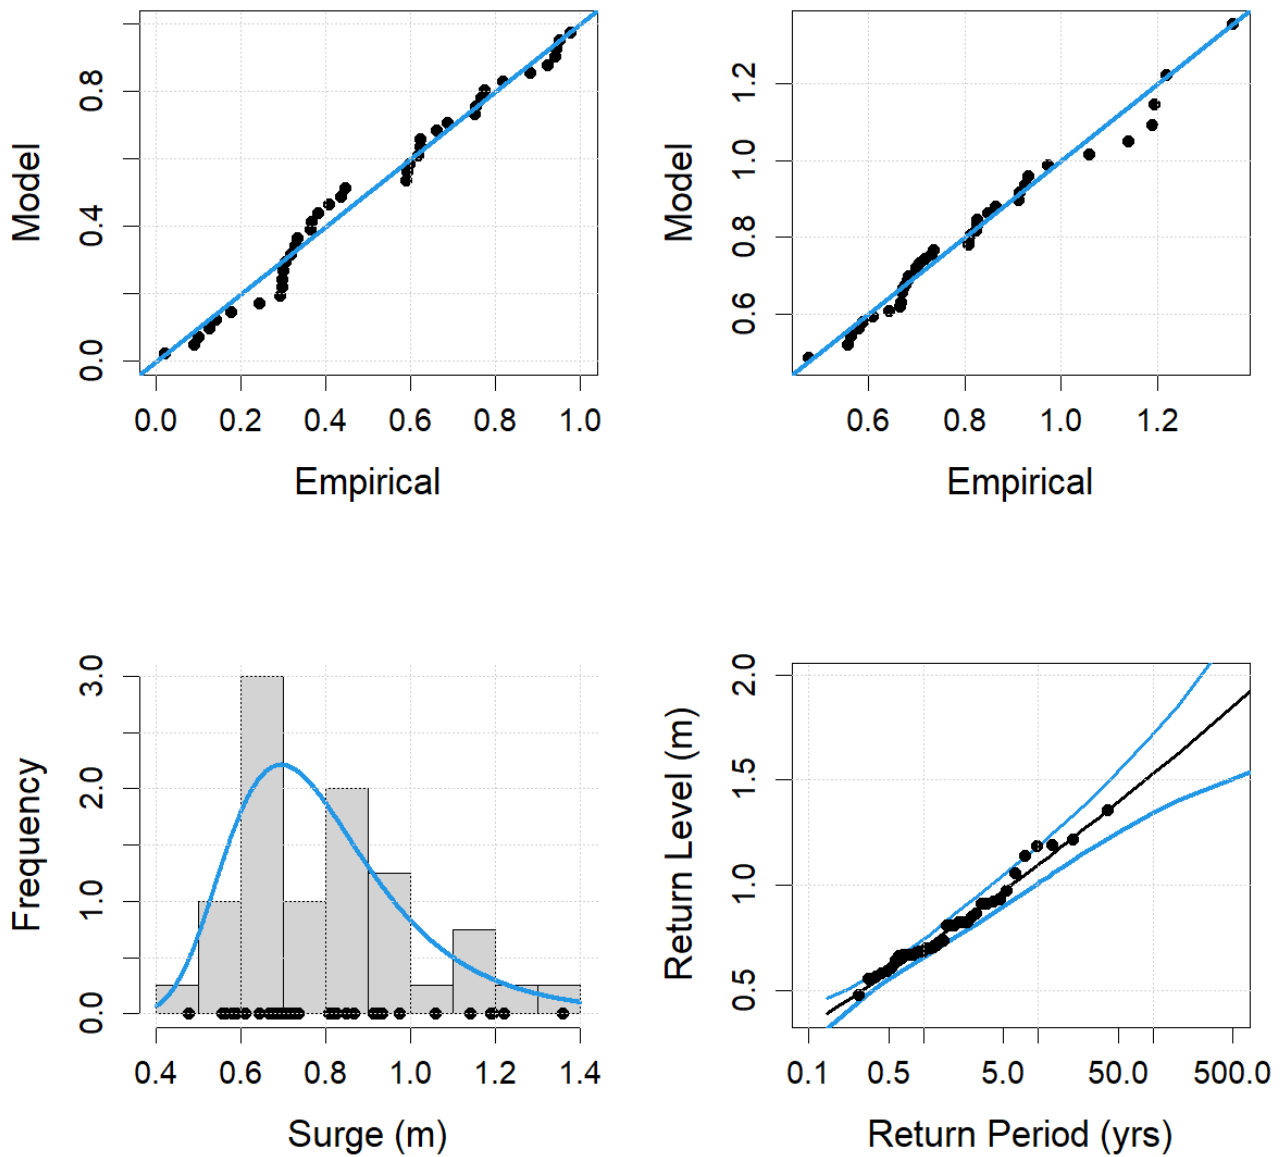 Model
0.0 0.4 0.8
0.0 0.2 0.4 0.6 0.8 1.0
Empirical
Model
0.6 0.8 1.0 1.2
0.6 0.8 1.0 1.2
Empirical
Frequency
0.0 1.0 2.0 3.0
0.4 0.6 0.8 1.0 1.2 1.4
Surge (m)
Return Level (m)
0.5 1.0 1.5 2.0
0.1 0.5 5.0 50.0 500.0
Return Period (yrs)